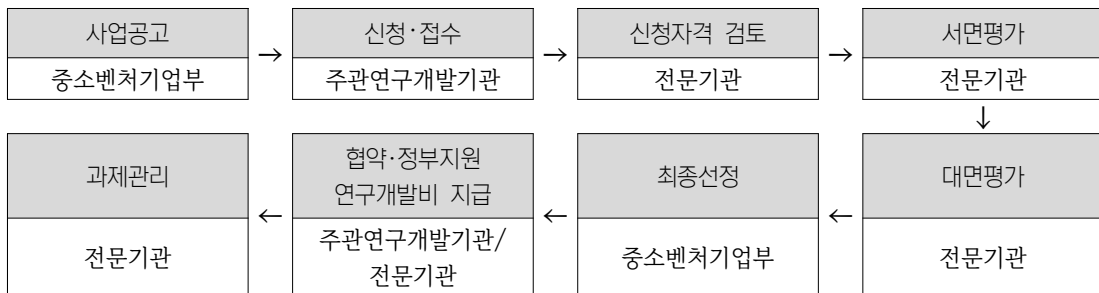 사업공고
중소벤처기업부
→
신청·접수
주관연구개발기관
→
신청자격 검토
전문기관
→
서면평가
전문기관
↓
대면평가
전문기관
←
최종선정
중소벤처기업부
←
협약·정부지원
연구개발비 지급
주관연구개발기관/
전문기관
←
과제관리
전문기관